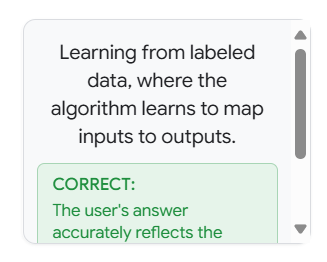 Learning from labeled
data, where the
algorithm learns to map
inputs to outputs.
CORRECT:
The user's answer
accurately reflects the